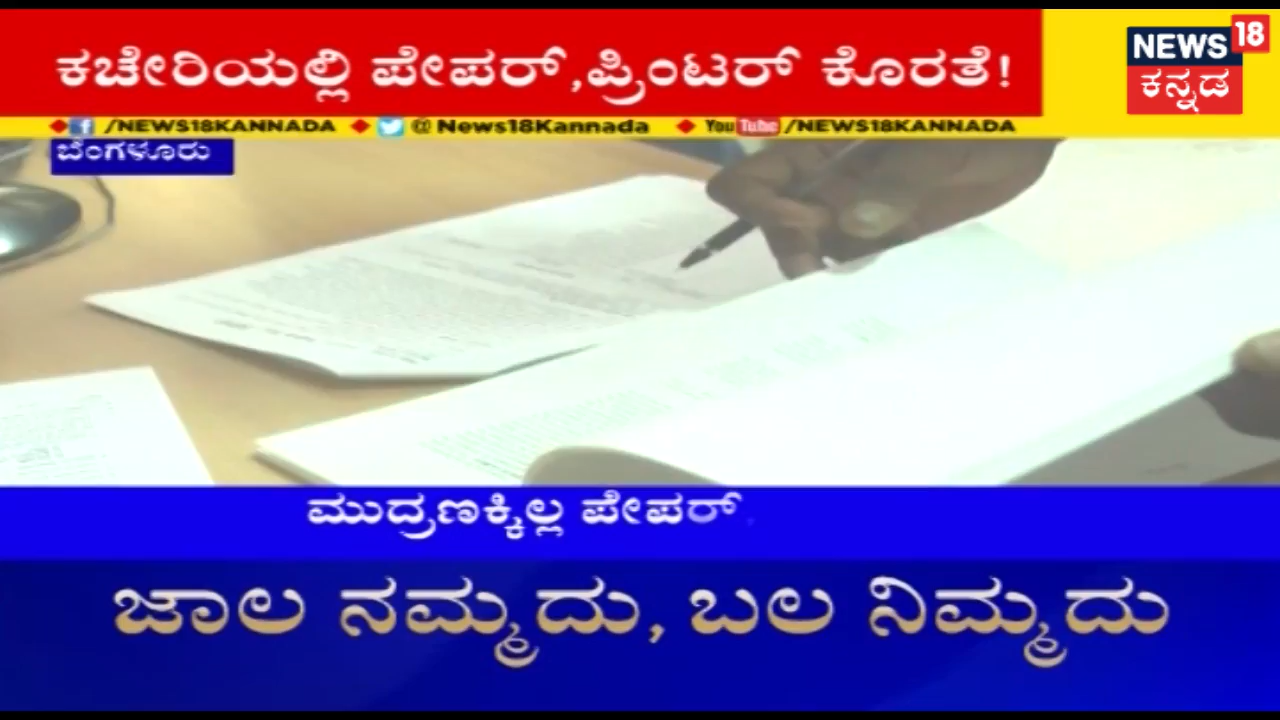 ಕಚೇರಿಯಲ್ಲಿ ಪೇಪರ್,ಪ್ರಿಂಟರ್ ಕೊರತೆ!
NEWS 18
ಕನ್ನಡ
/NEWS18KANNADA @News18Kannada YouTube /NEWS18KANNADA
ಬೆಂಗಳೂರು
ಮುದ್ರಣಕ್ಕಿಲ್ಲ ಪೇಪರ್
ಜಾಲ ನಮ್ಮದು, ಬಲ ನಿಮ್ಮದು